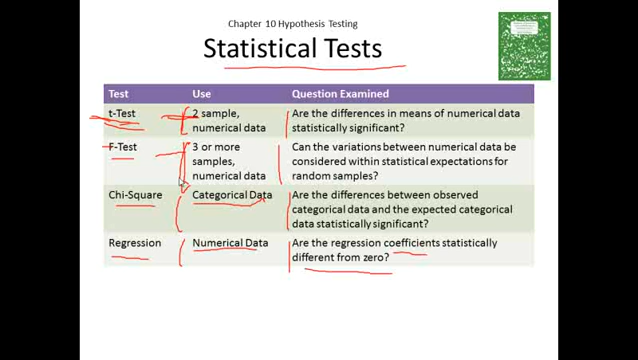 Chapter 10 Hypothesis Testing
Statistical Tests
Test Use Question Examined
t-Test 2 sample, Are the differences in means of numerical data
numerical data statistically significant?
F-Test 3 or more Can the variations between numerical data be
samples, considered within statistical expectations for
numerical data random samples?
Chi-Square Categorical Data Are the differences between observed
categorical data and the expected categorical
data statistically significant?
Regression Numerical Data Are the regression coefficients statistically
different from zero?